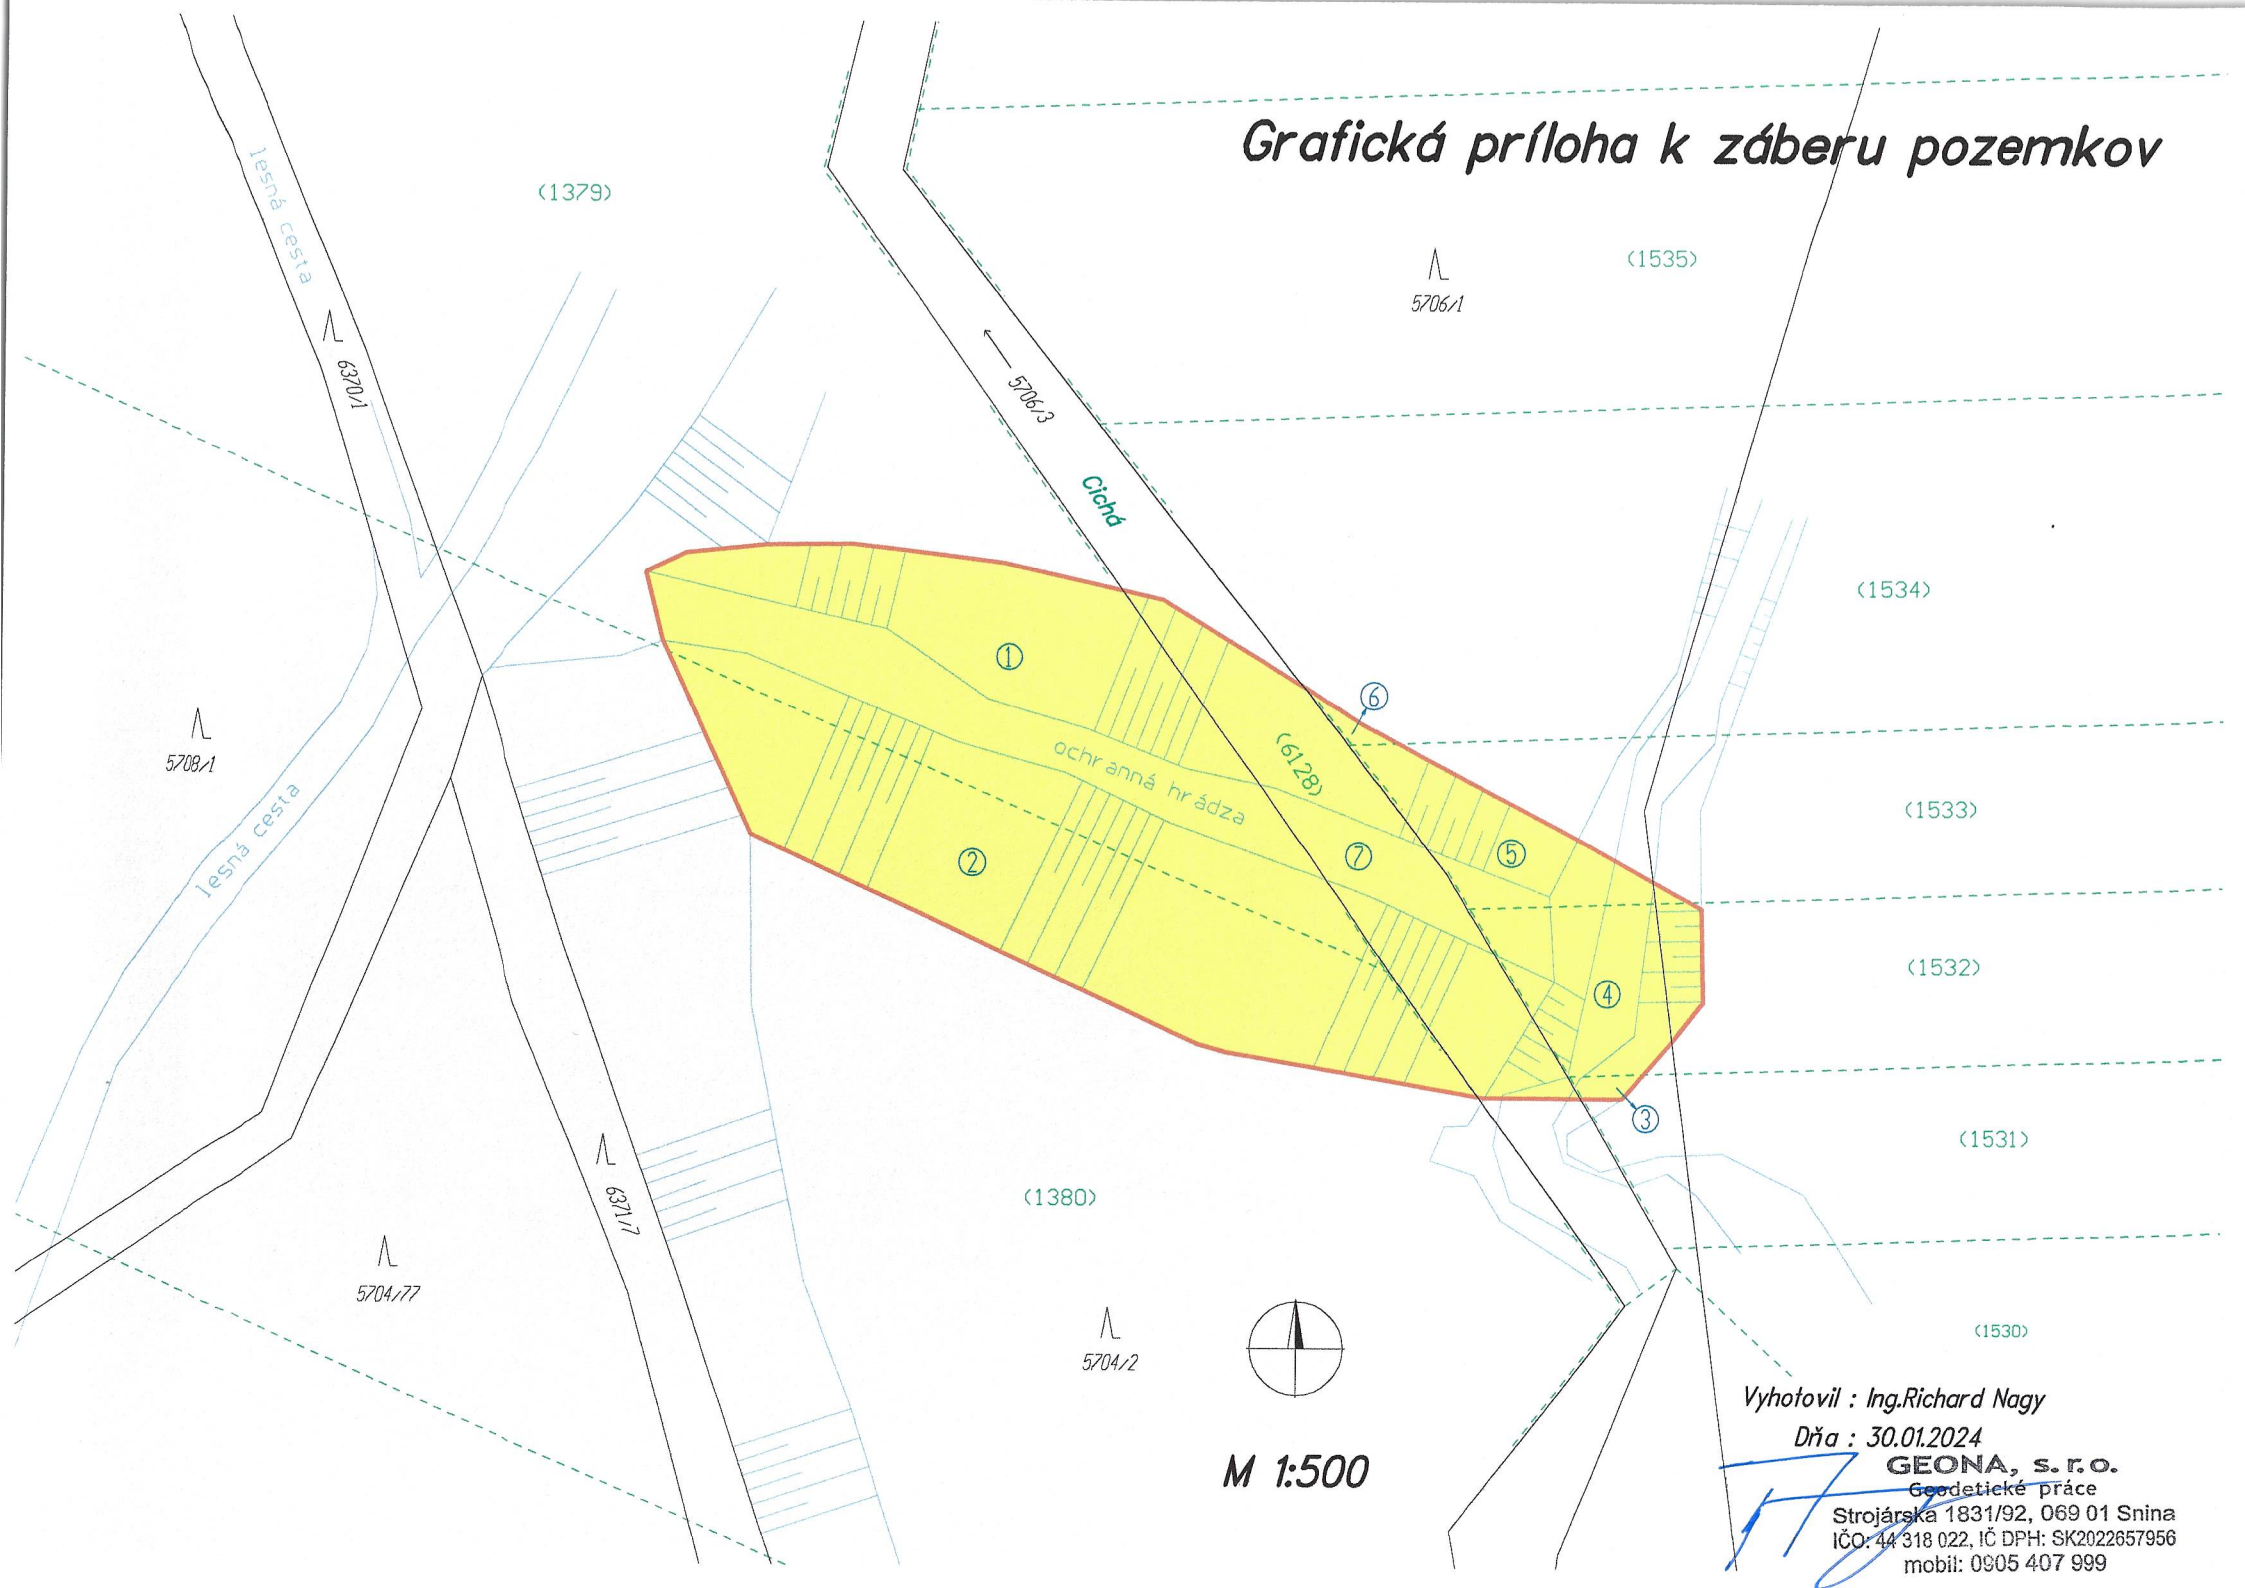 Grafická príloha k záberu pozemkov
lesná cesta
(1379)
(1535)
5706/1
6370/1
5706/3
Cichá
(1534)
1
6
5708/1
ochranná hrádza
(6128)
(1533)
lesná cesta
2
7
5
(1532)
4
3
(1531)
6371/7
(1380)
5704/77
5704/2
(1530)
M 1:500
Vyhotovil : Ing.Richard Nagy
Dňa : 30.01.2024
GEONA, s. r. o.
Geodetické práce
Strojárska 1831/92, 069 01 Snina
IČO: 44 318 022, IČ DPH: SK2022657956
mobil: 0905 407 999